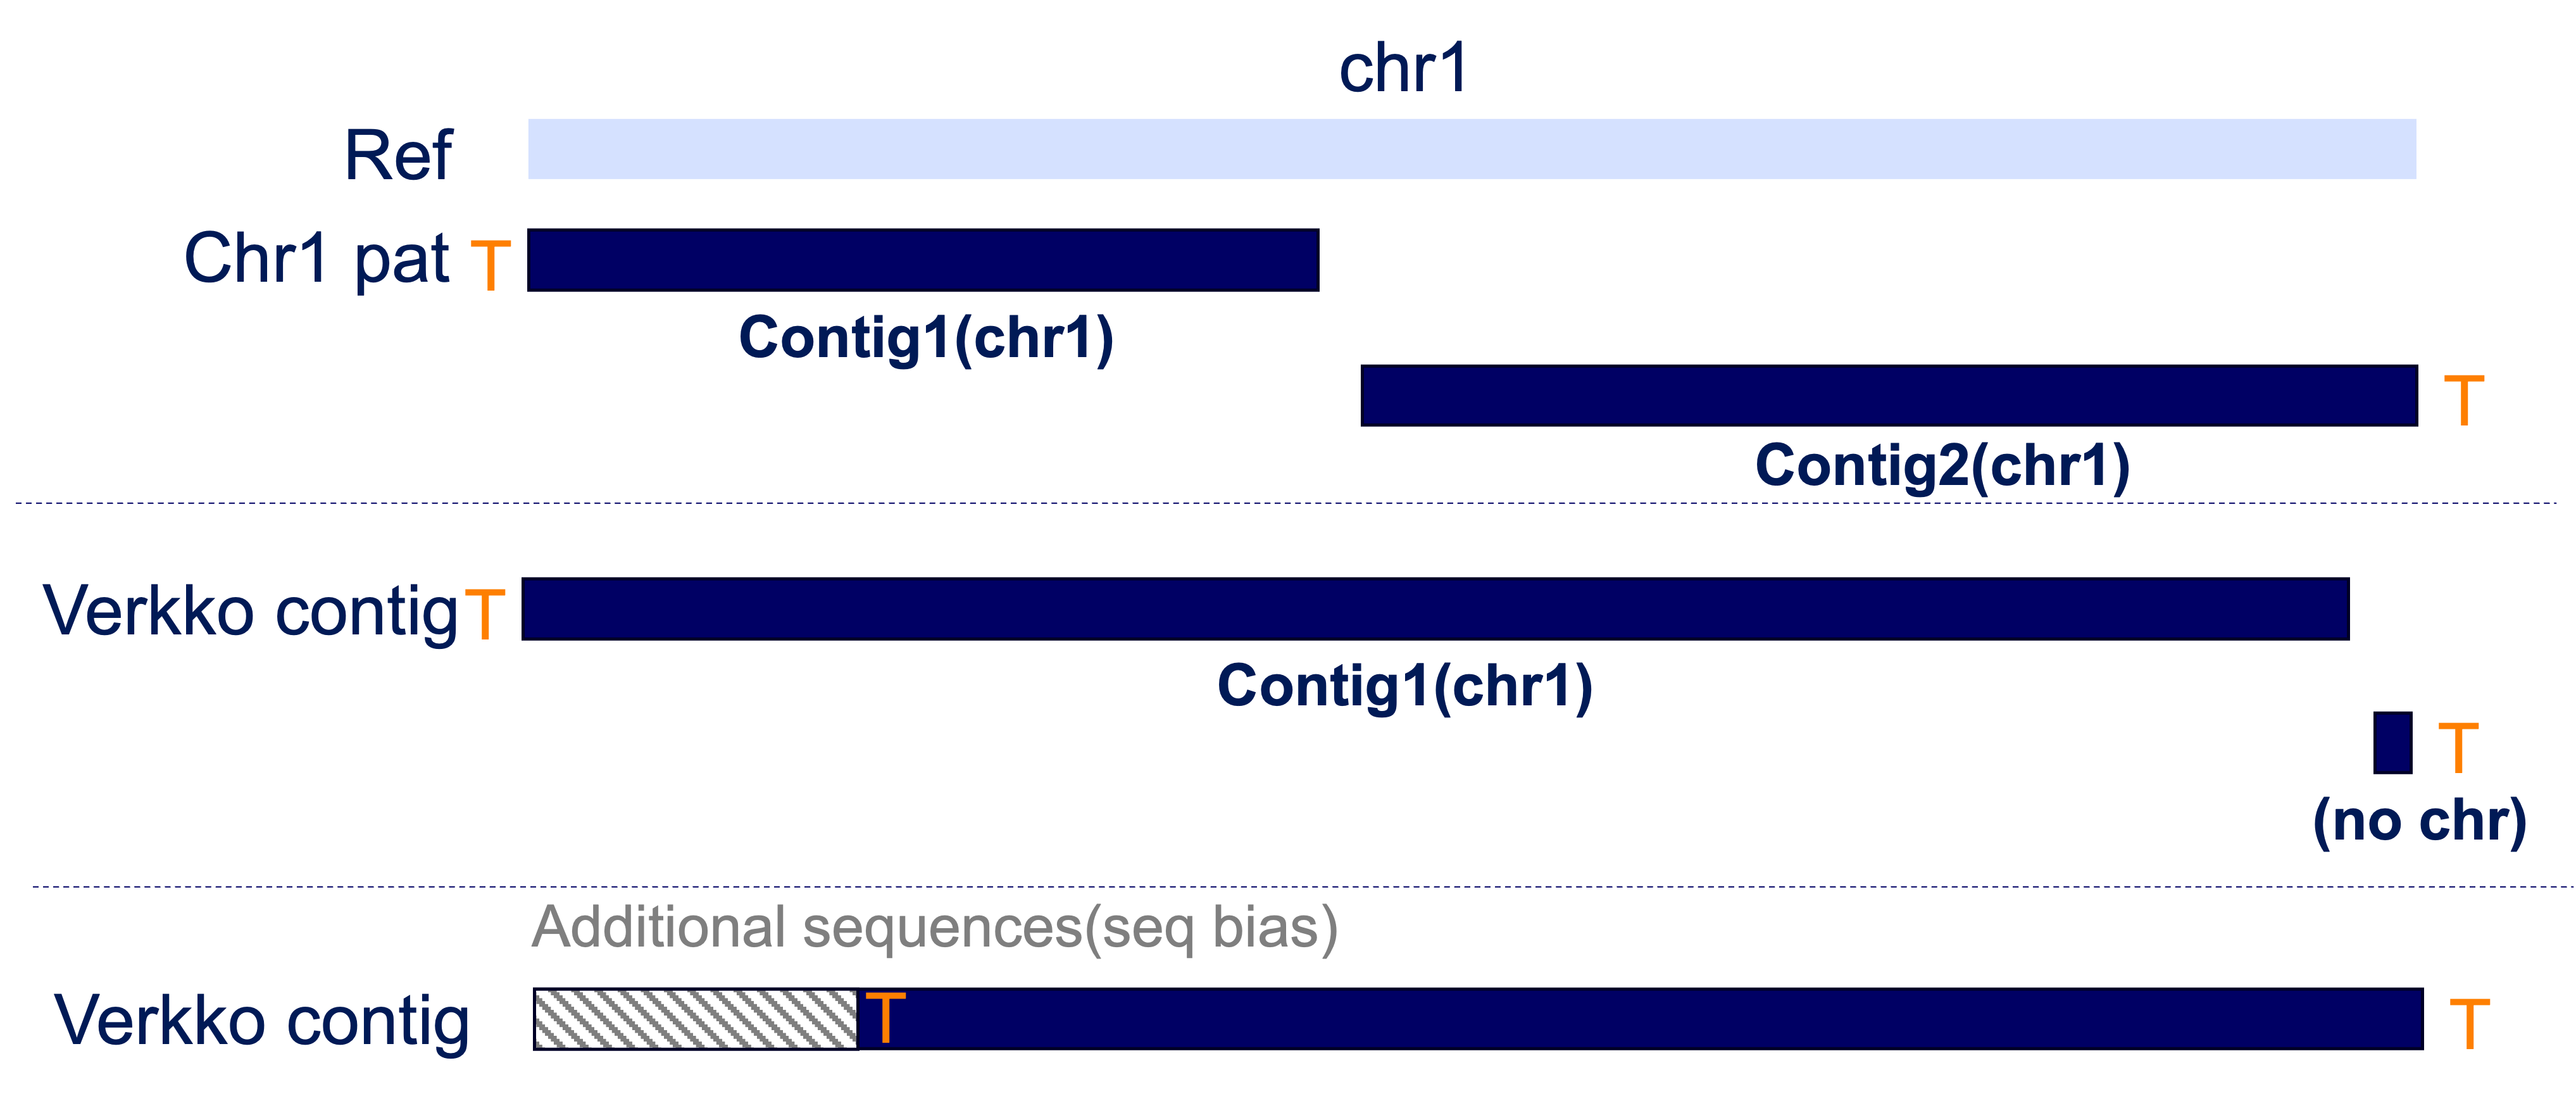 chr1
Ref
Chr1 pat T
Contig1(chr1)
T
Contig2(chr1)
Verkko contig T
Contig1(chr1)
T
(no chr)
Additional sequences(seq bias)
Verkko contig T T